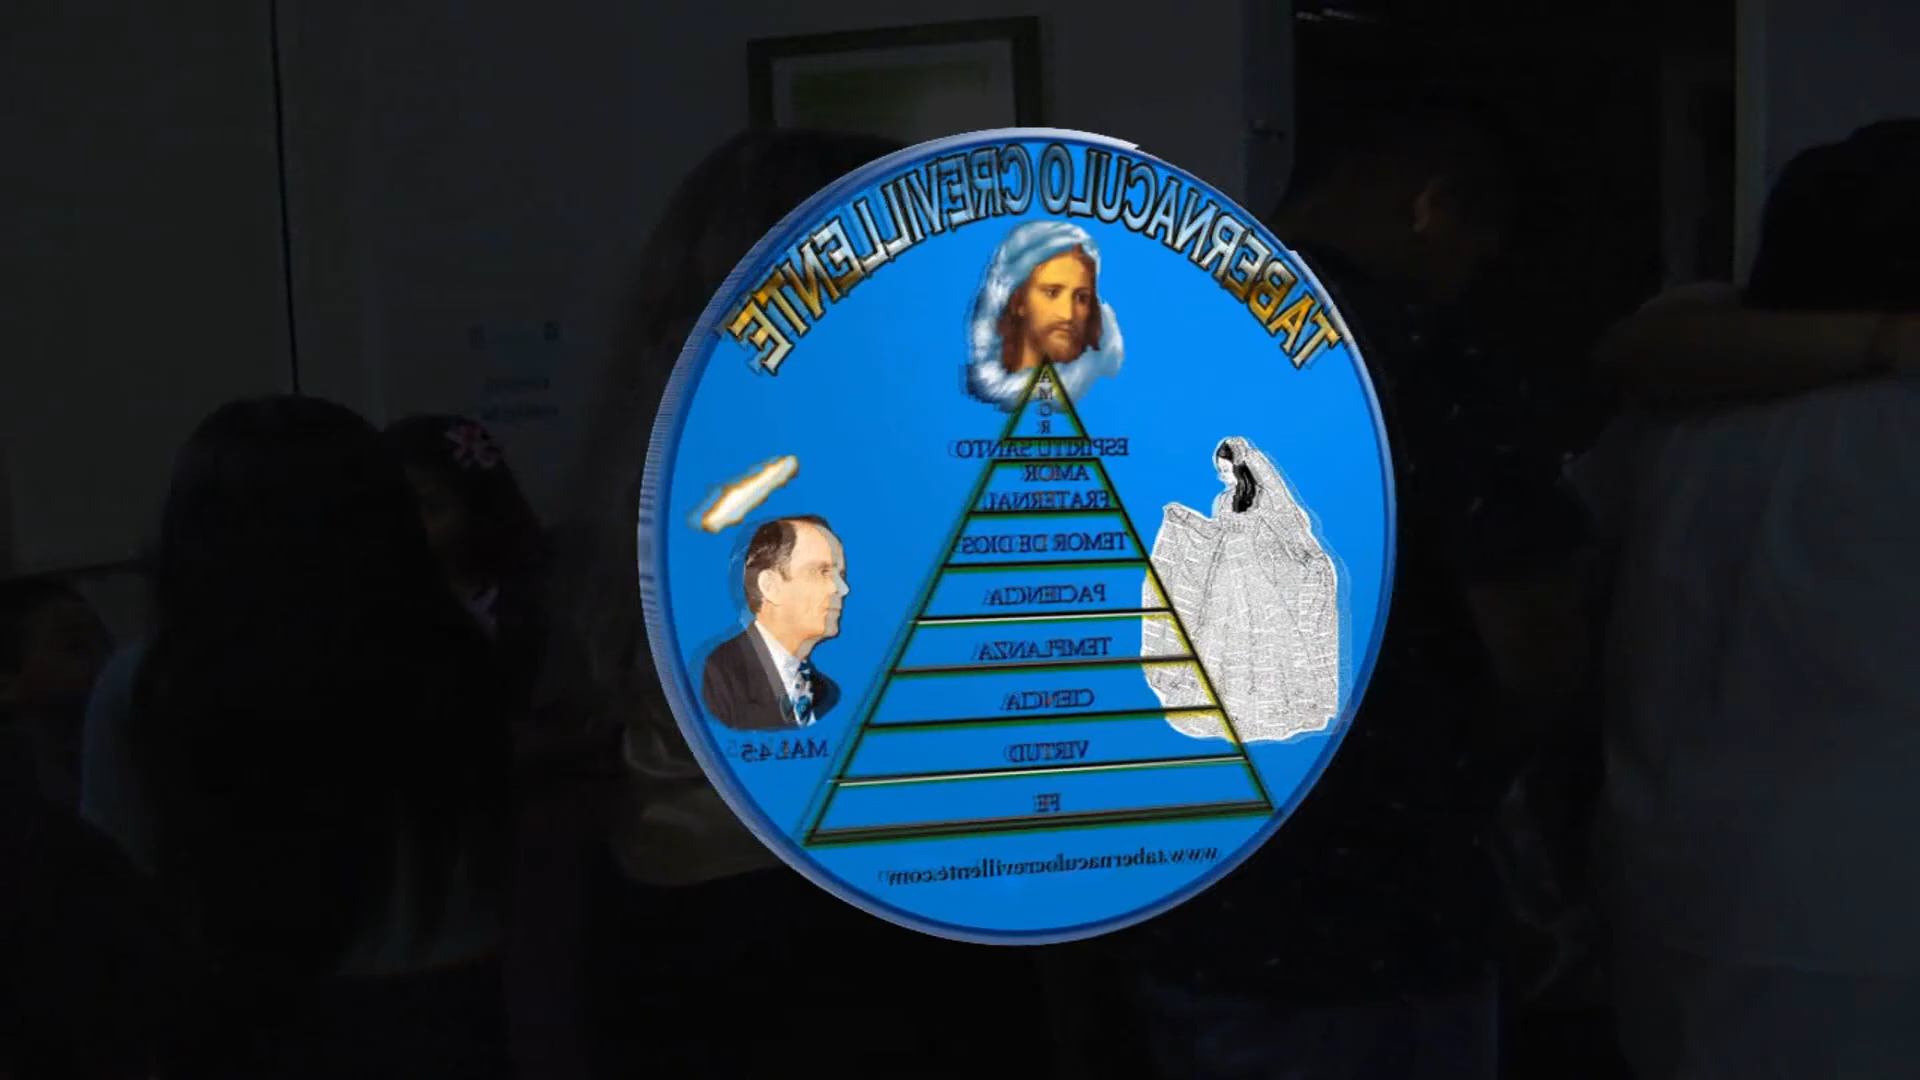 TABERNACULO CREVILLENTE
A
M
O
R
ESPIRITU SANTO
AMOR
FRATERNAL
TEMOR DE DIOS
PACIENCIA
TEMPLANZA
CIENCIA
VIRTUD
FE
MAL 4:5
www.tabernaculocrevillente.com